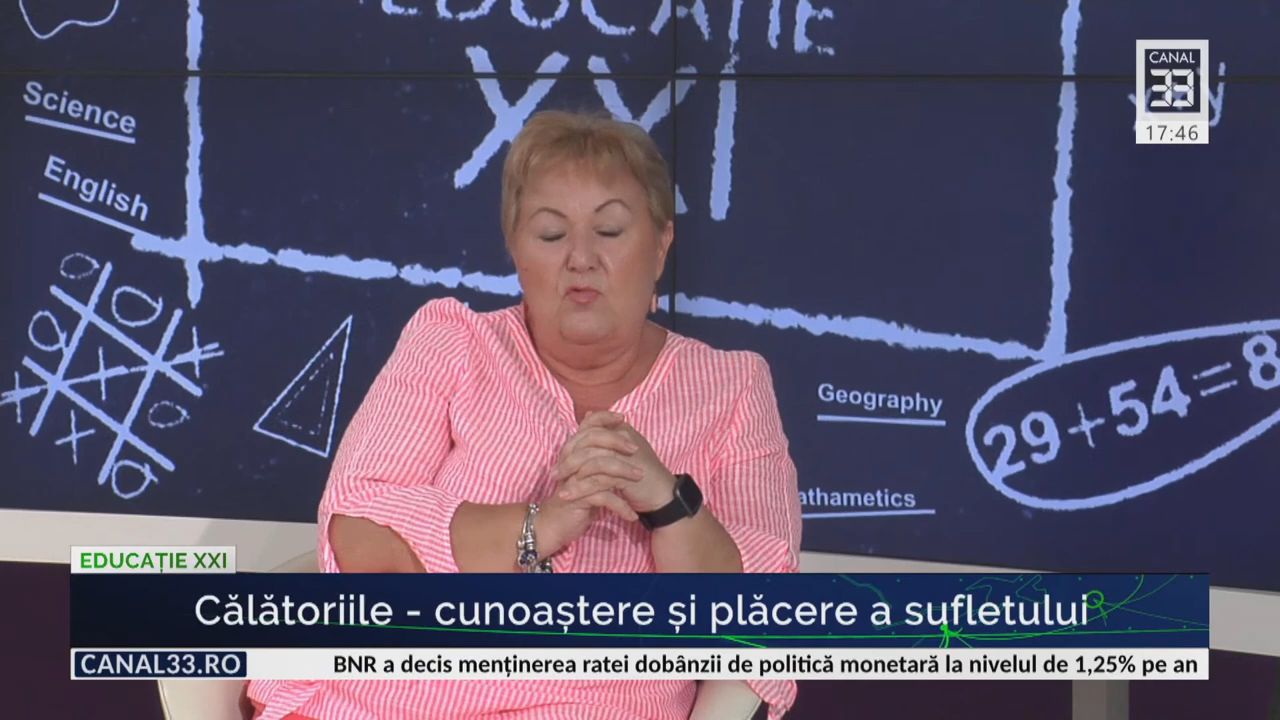 EDUCAȚIE
XXI
Science
English
CANAL
33
17:46
Geography
athametics
29+54=8
EDUCAȚIE XXI
Călătoriile - cunoaștere și plăcere a sufletului
CANAL33.RO
BNR a decis menținerea ratei dobânzii de politică monetară la nivelul de 1,25% pe an